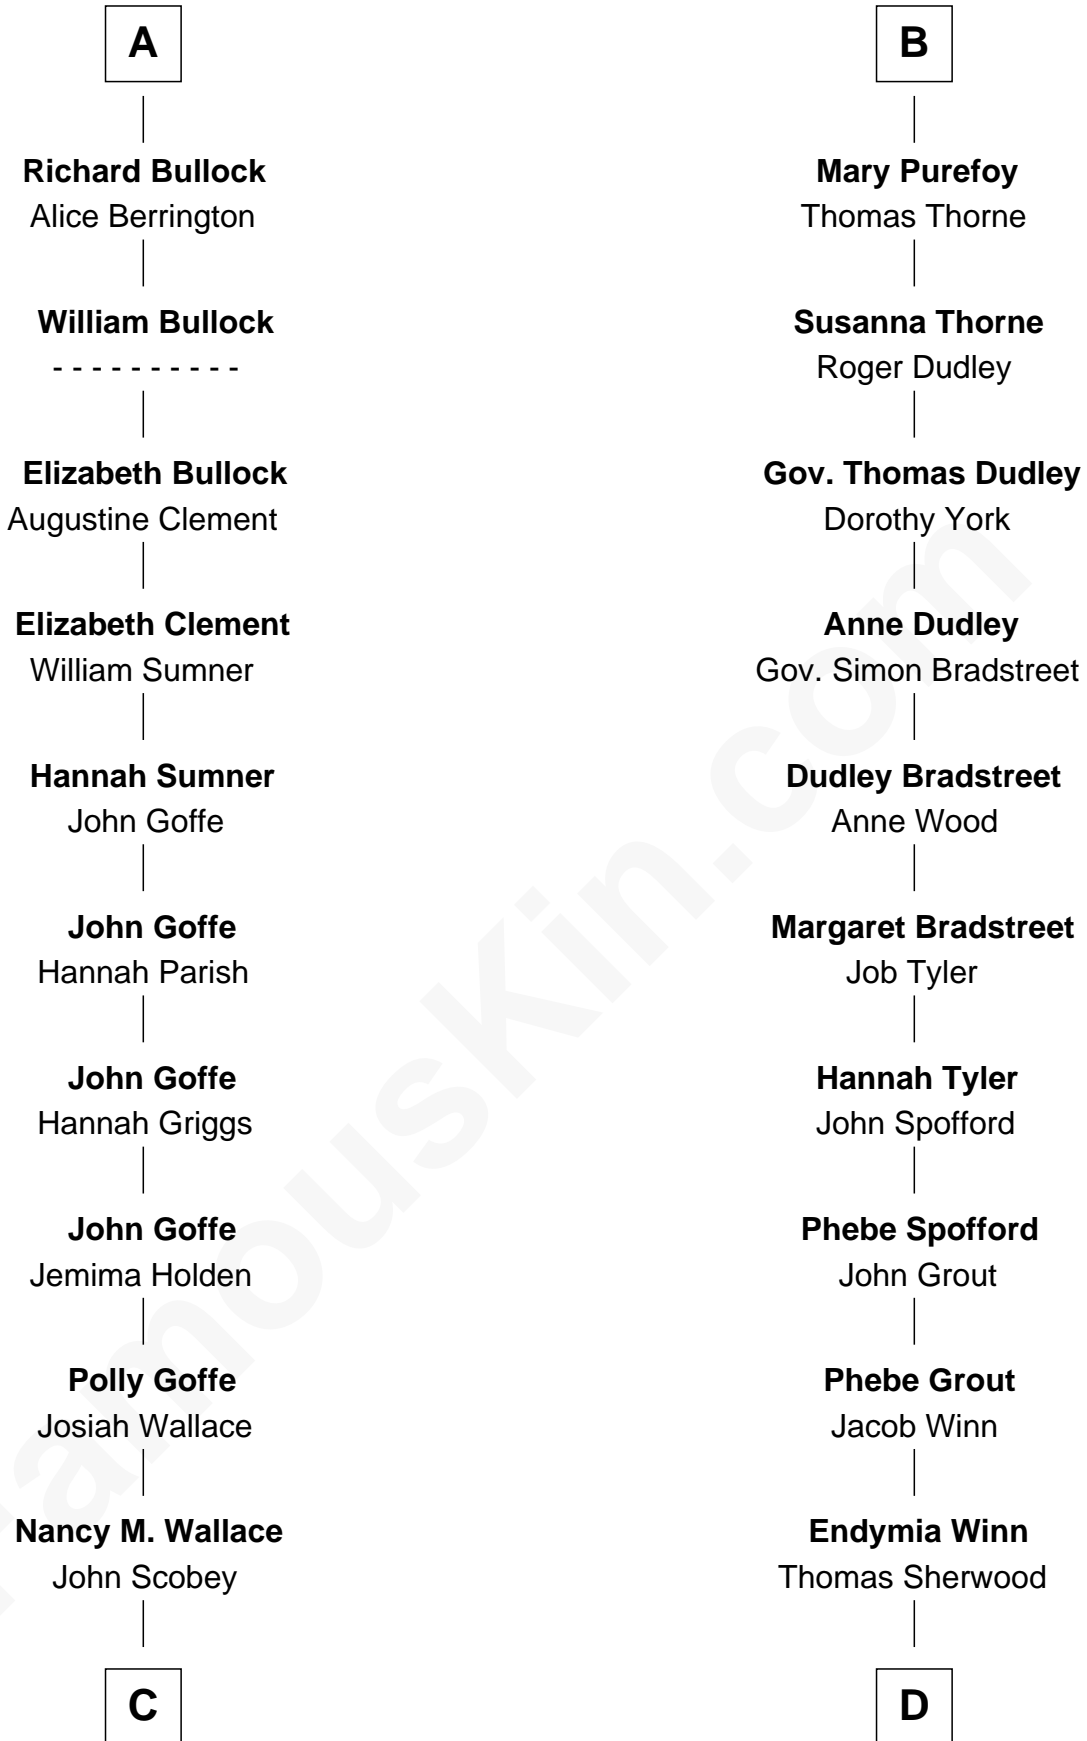 A
Richard Bullock
Alice Berrington
William Bullock
- - - - - - - - - -
Elizabeth Bullock
Augustine Clement
Elizabeth Clement
William Sumner
Hannah Sumner
John Goffe
John Goffe
Hannah Parish
John Goffe
Hannah Griggs
John Goffe
Jemima Holden
Polly Goffe
Josiah Wallace
Nancy M. Wallace
John Scobey
C
B
Mary Purefoy
Thomas Thorne
Susanna Thorne
Roger Dudley
Gov. Thomas Dudley
Dorothy York
Anne Dudley
Gov. Simon Bradstreet
Dudley Bradstreet
Anne Wood
Margaret Bradstreet
Job Tyler
Hannah Tyler
John Spofford
Phebe Spofford
John Grout
Phebe Grout
Jacob Winn
Endymia Winn
Thomas Sherwood
D
FamousKin.com